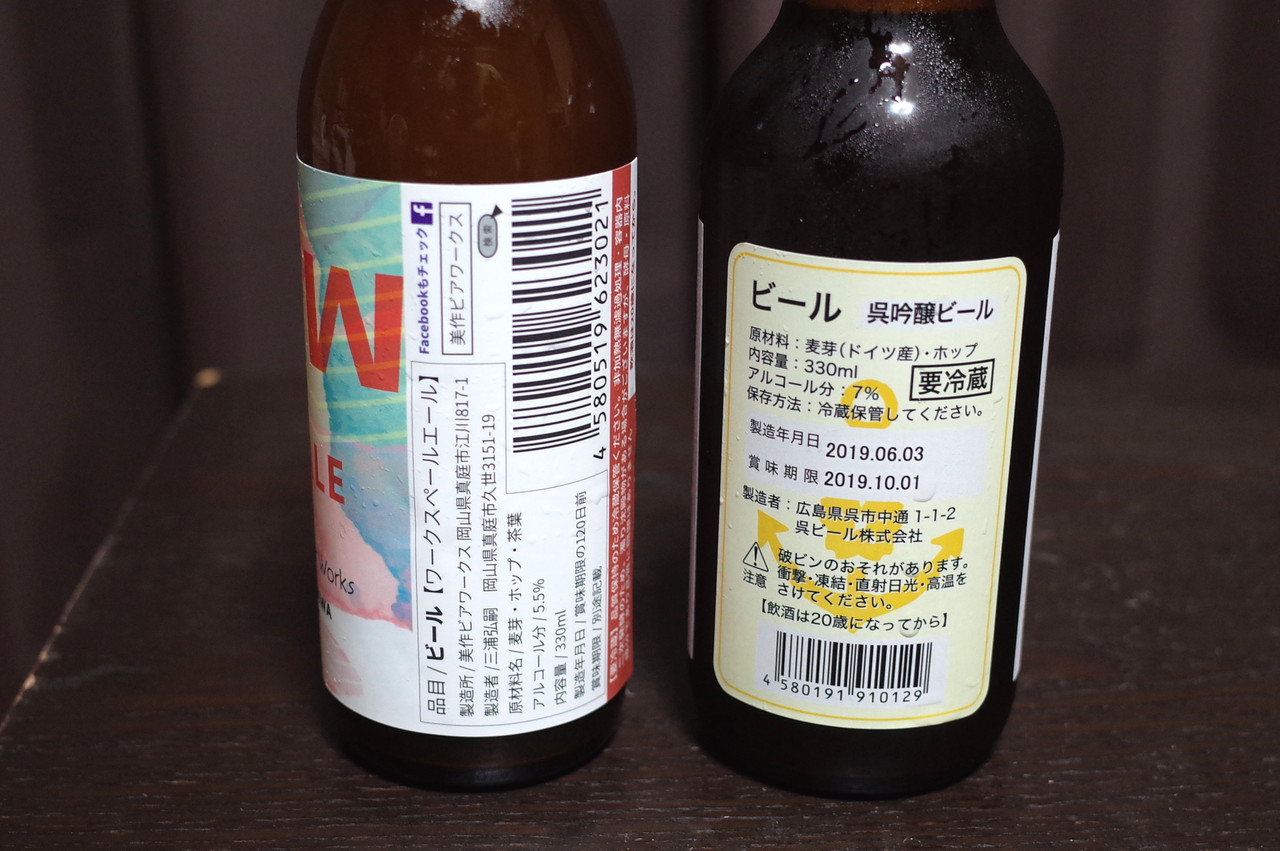 W
LE
Works
Facebookもチェック f
美作ビアワークス
検索
4 580519 623021
品目 / ビール【ワークスペールエール】
製造所 / 美作ビアワークス 岡山県真庭市江川817-1
製造者 / 三浦弘嗣 岡山県真庭市久世3151-19
原材料名 / 麦芽・ホップ・茶葉
アルコール分 / 5.5%
内容量 / 330ml
製造年月日 / 賞味期限の120日前
賞味期限 / 別途記載
ビール 呉吟醸ビール
原材料：麦芽（ドイツ産）・ホップ
内容量：330ml
アルコール分：7%
要冷蔵
保存方法：冷蔵保管してください。
製造年月日 2019.06.03
賞味期限 2019.10.01
製造者：広島県呉市中通 1-1-2
呉ビール株式会社
注意
破ビンのおそれがあります。
衝撃・凍結・直射日光・高温を
さけてください。
【飲酒は20歳になってから】
4 580191 910129